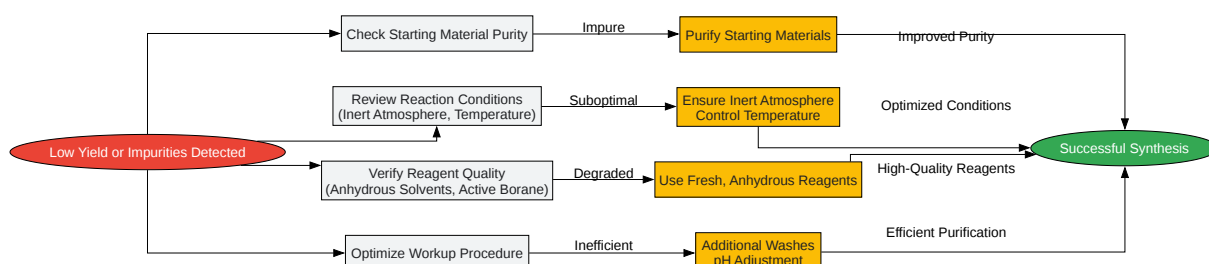 Check Starting Material Purity
Impure
Purify Starting Materials
Improved Purity
Review Reaction Conditions
(Inert Atmosphere, Temperature)
Suboptimal
Ensure Inert Atmosphere
Control Temperature
Optimized Conditions
Low Yield or Impurities Detected
Successful Synthesis
Verify Reagent Quality
(Anhydrous Solvents, Active Borane)
Degraded
Use Fresh, Anhydrous Reagents
High-Quality Reagents
Optimize Workup Procedure
Inefficient
Additional Washes
pH Adjustment
Efficient Purification